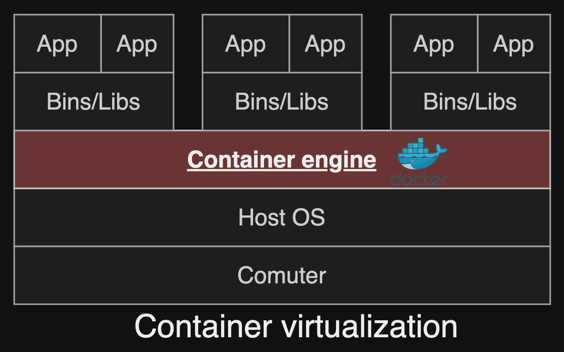 App App App App App App
Bins/Libs Bins/Libs Bins/Libs
Container engine docker
Host OS
Comuter
Container virtualization